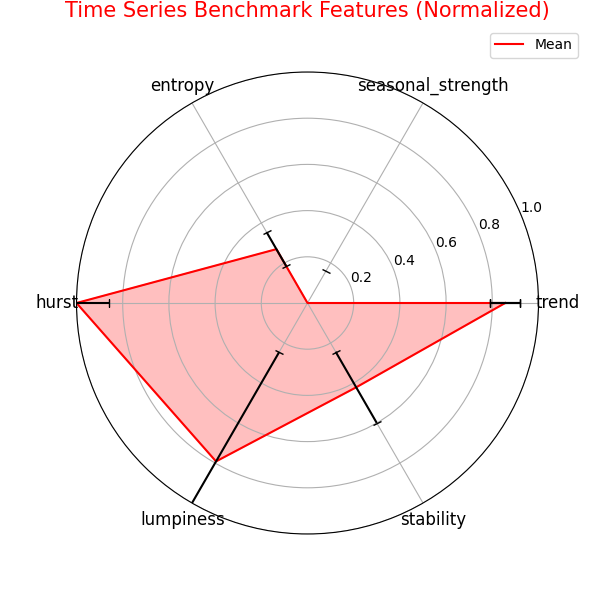 Time Series Benchmark Features (Normalized)
Mean
entropy
seasonal_strength
1.0
0.8
0.6
0.4
0.2
hurst
trend
lumpiness
stability